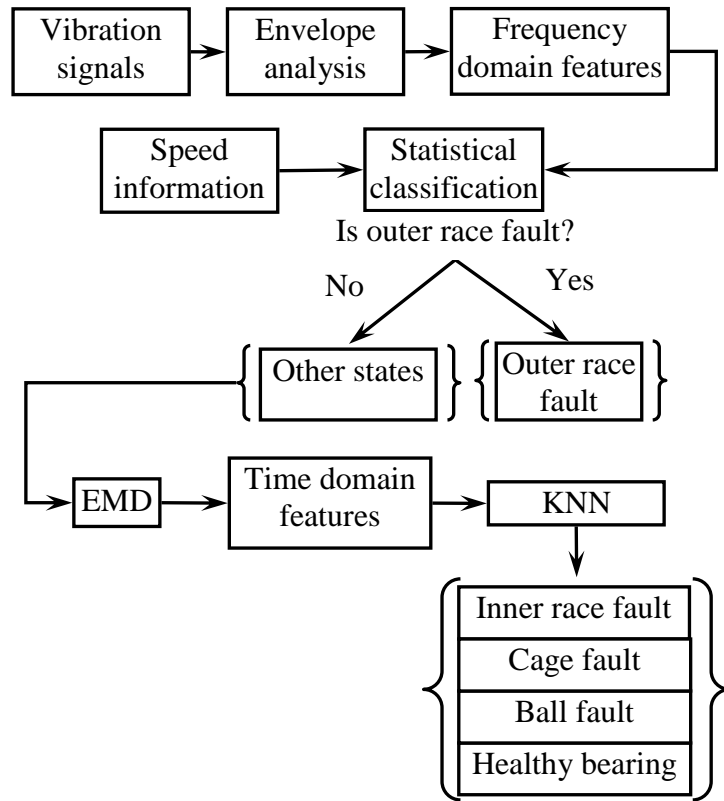 Vibration
signals
Envelope
analysis
Frequency
domain features
Speed
information
Statistical
classification
Is outer race fault?
No
Yes
Other states
Outer race
fault
EMD
Time domain
features
KNN
Inner race fault
Cage fault
Ball fault
Healthy bearing